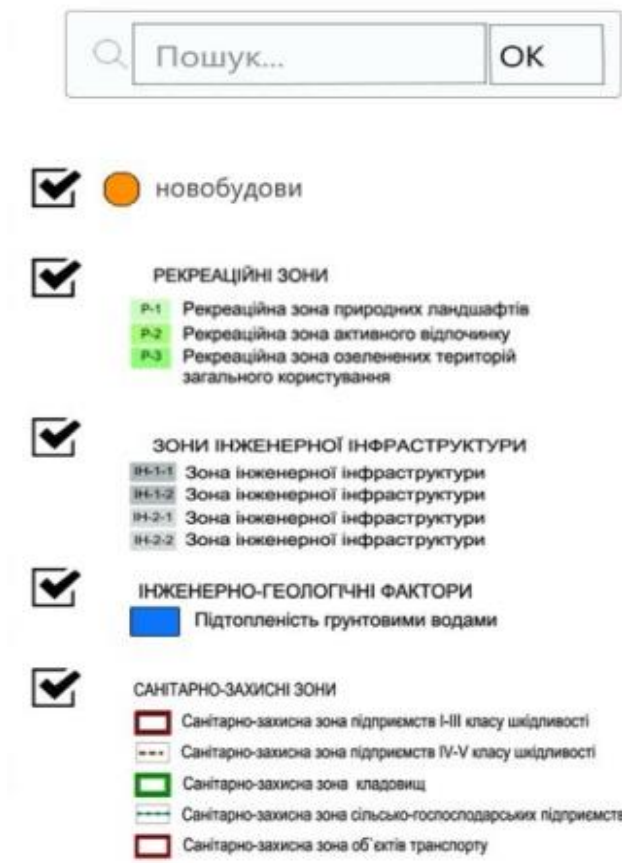 Пошук...
OK
новобудови
РЕКРЕАЦІЙНІ ЗОНИ
Р-1 Рекреаційна зона природних ландшафтів
Р-2 Рекреаційна зона активного відпочинку
Р-3 Рекреаційна зона озеленених територій
загального користування
ЗОНИ ІНЖЕНЕРНОЇ ІНФРАСТРУКТУРИ
ІН-1-1 Зона інженерної інфраструктури
ІН-1-2 Зона інженерної інфраструктури
ІН-2-1 Зона інженерної інфраструктури
ІН-2-2 Зона інженерної інфраструктури
ІНЖЕНЕРНО-ГЕОЛОГІЧНІ ФАКТОРИ
Підтопленість грунтовими водами
САНІТАРНО-ЗАХИСНІ ЗОНИ
Санітарно-захисна зона підприємств І-ІІІ класу шкідливості
Санітарно-захисна зона підприємств IV-V класу шкідливості
Санітарно-захисна зона кладовищ
Санітарно-захисна зона сільсько-госпосподарських підприємств
Санітарно-захисна зона об`єктів транспорту